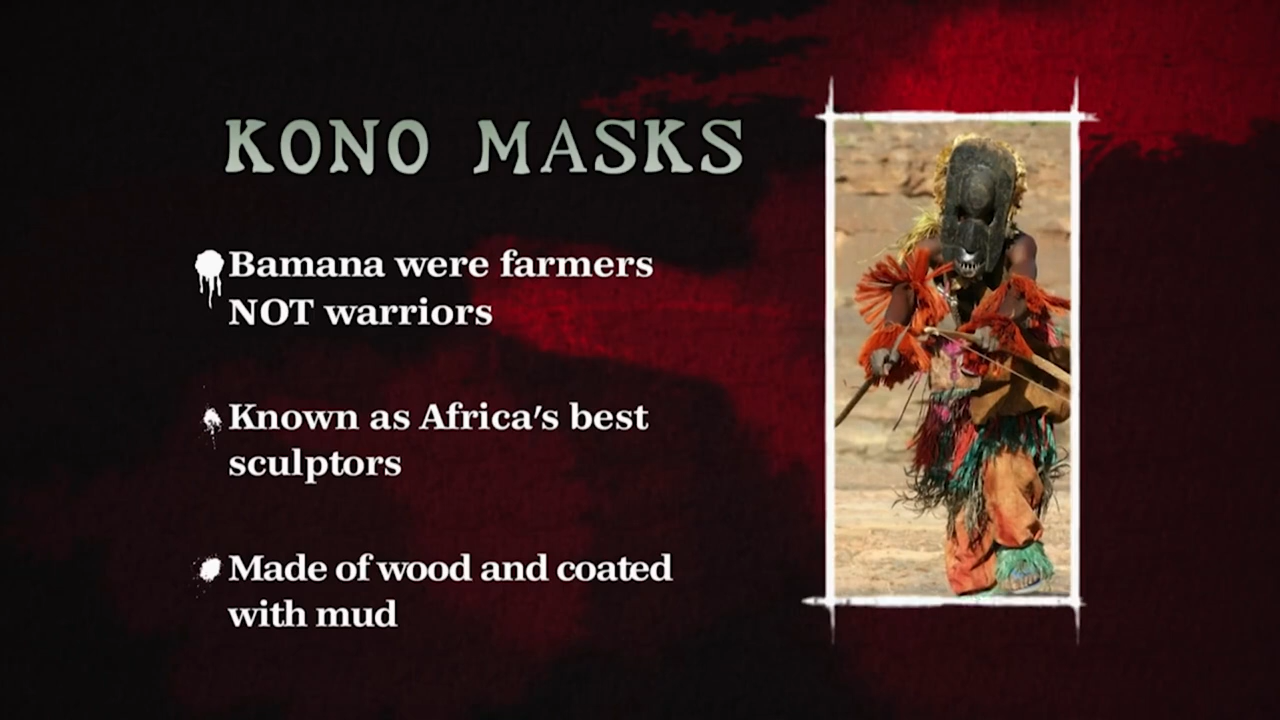 KONO MASKS
Bamana were farmers
NOT warriors
Known as Africa's best
sculptors
Made of wood and coated
with mud